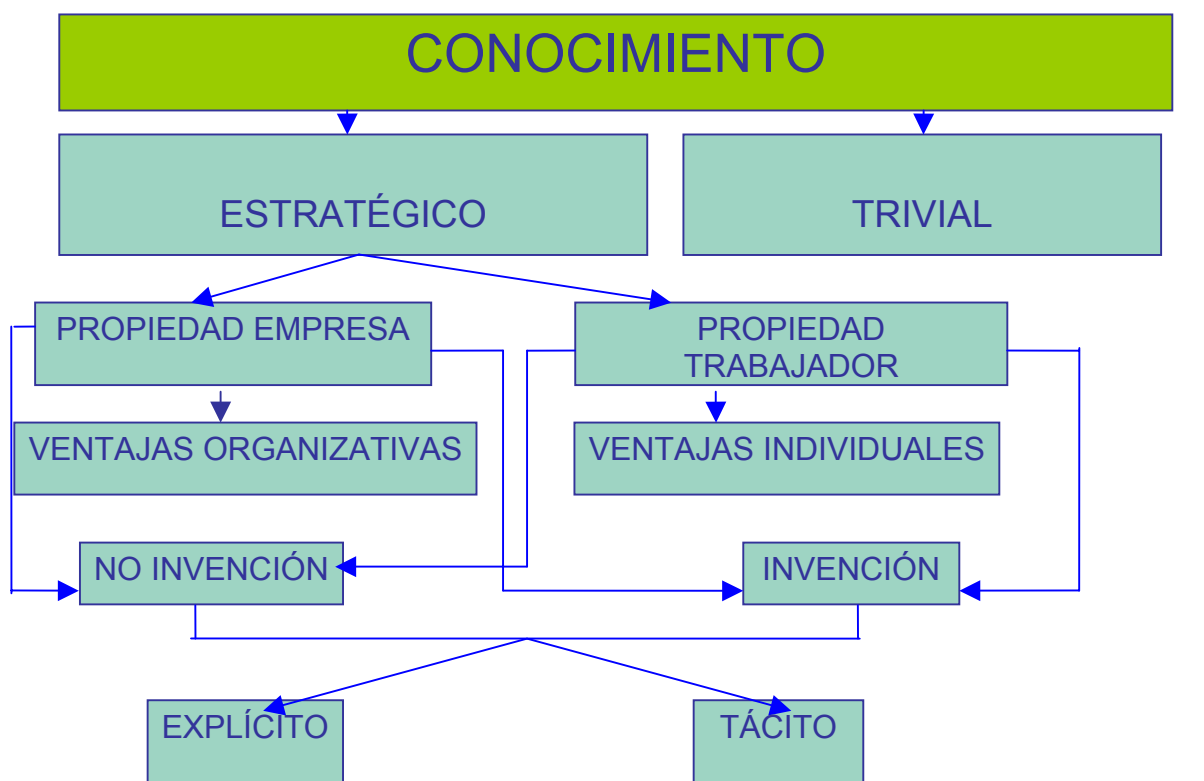 CONOCIMIENTO
ESTRATÉGICO
TRIVIAL
PROPIEDAD EMPRESA
PROPIEDAD
TRABAJADOR
VENTAJAS ORGANIZATIVAS
VENTAJAS INDIVIDUALES
NO INVENCIÓN
INVENCIÓN
EXPLÍCITO
TÁCITO